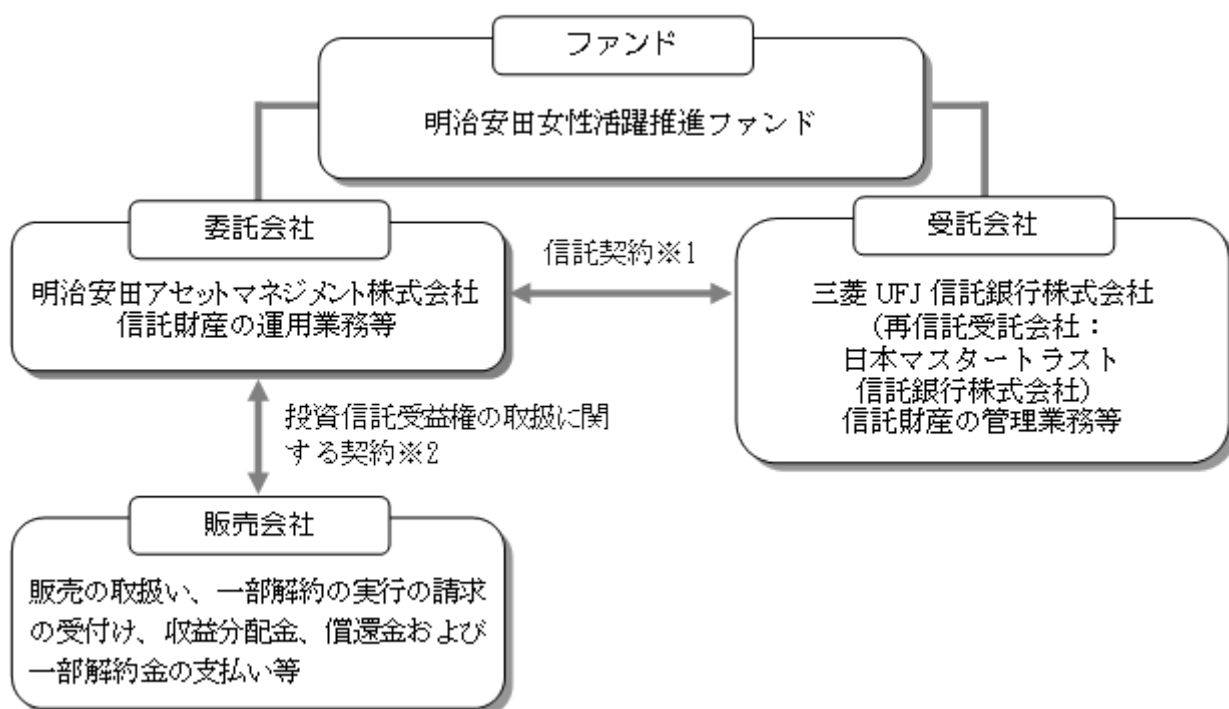 ファンド
明治安田女性活躍推進ファンド
委託会社
明治安田アセットマネジメント株式会社
信託財産の運用業務等
信託契約※1
受託会社
三菱 UFJ 信託銀行株式会社
(再信託受託会社：
日本マスタートラスト
信託銀行株式会社)
信託財産の管理業務等
投資信託受益権の取扱に関
する契約※2
販売会社
販売の取扱い、一部解約の実行の請求
の受付け、収益分配金、償還金および
一部解約金の支払い等